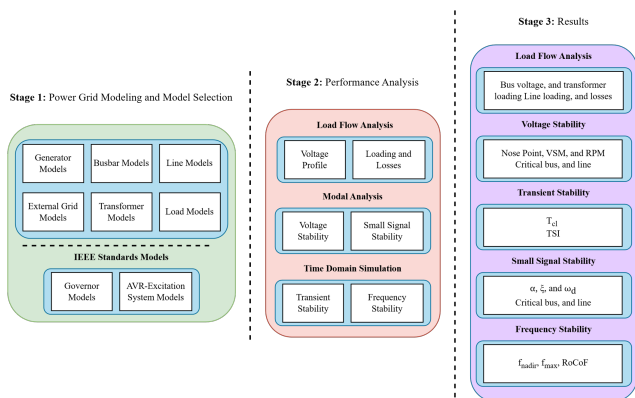 Stage 1: Power Grid Modeling and Model Selection
Generator
Models
Busbar Models
Line Models
External Grid
Models
Transformer
Models
Load Models
IEEE Standards Models
Governor
Models
AVR-Excitation
System Models
Stage 2: Performance Analysis
Load Flow Analysis
Voltage
Profile
Loading and
Losses
Modal Analysis
Voltage
Stability
Small Signal
Stability
Time Domain Simulation
Transient
Stability
Frequency
Stability
Stage 3: Results
Load Flow Analysis
Bus voltage, and transformer
loading Line loading, and losses
Voltage Stability
Nose Point, VSM, and RPM
Critical bus, and line
Transient Stability
Tcl
TSI
Small Signal Stability
α, ξ, and ωd
Critical bus, and line
Frequency Stability
fnadir, fmax, RoCoF